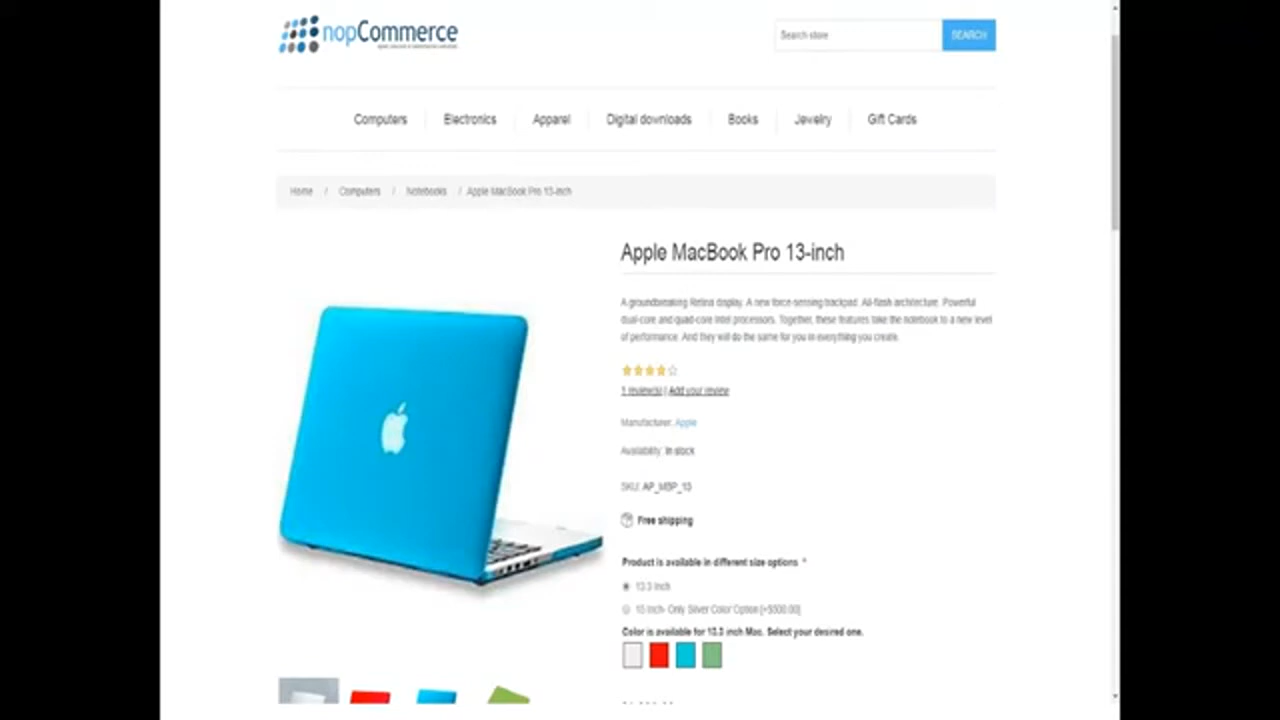 nopCommerce
Search store
SEARCH
Computers Electronics Apparel Digital downloads Books Jewelry Gift Cards
Home / Computers / Notebooks / Apple MacBook Pro 13-inch
Apple MacBook Pro 13-inch
A groundbreaking Retina display. A new force-sensing trackpad. All-flash architecture. Powerful
dual-core and quad-core Intel processors. Together, these features take the notebook to a new level
of performance. And they will do the same for you in everything you create.
1 review(s) | Add your review
Manufacturer: Apple
Availability: In stock
SKU: AP_MBP_13
Free shipping
Product is available in different size options *
13.3 Inch
15 Inch- Only Silver Color Option [+$500.00]
Color is available for 13.3 inch Mac. Select your desired one.